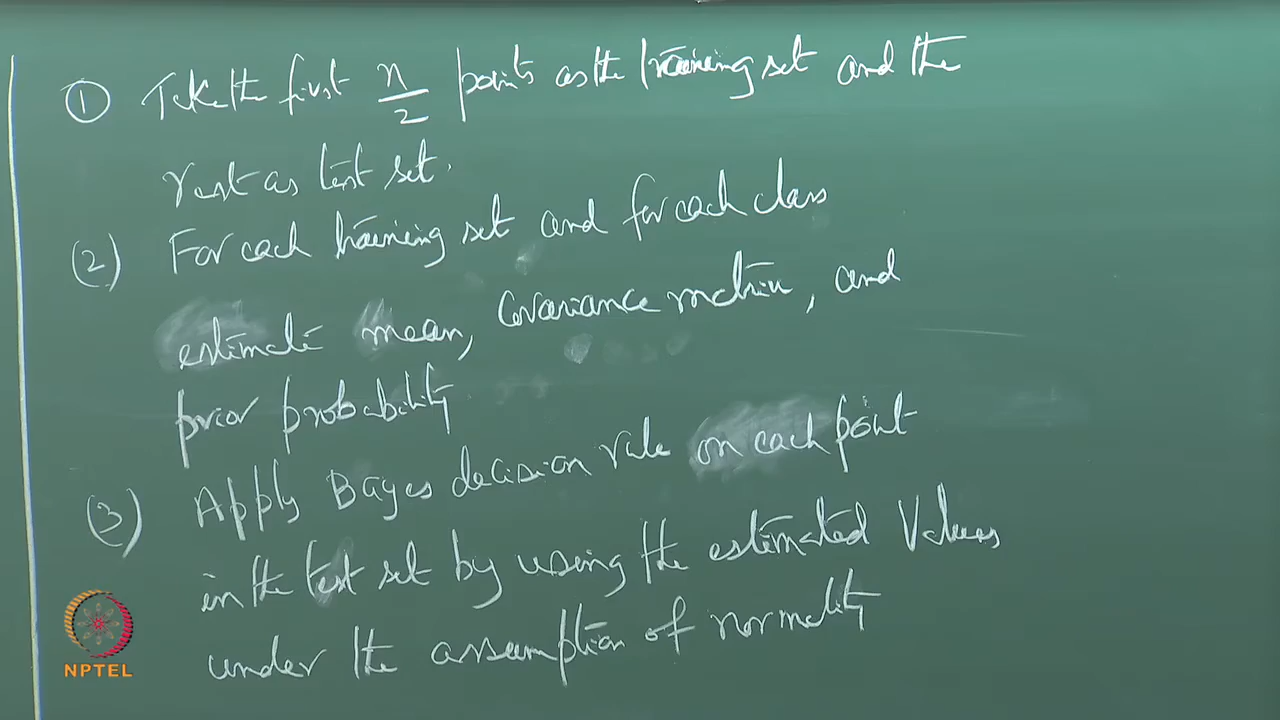 ① Take the first n/2 points as the training set and the
rest as test set.
(2) For each training set and for each class
estimate mean, Covariance matrix, and
prior probability
(3) Apply Bayes decision rule on each point
in the test set by using the estimated Values
under the assumption of normality
NPTEL